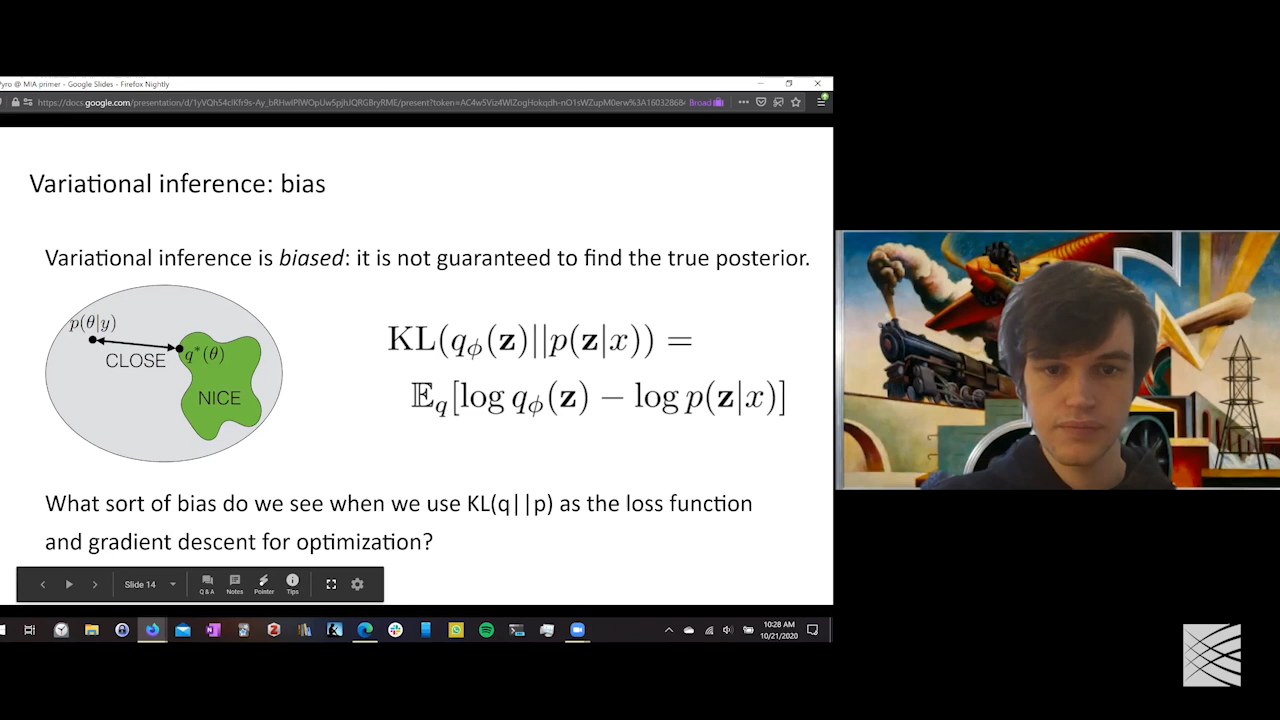 Pyro @ MIA primer - Google Slides - Firefox Nightly
Broad
Variational inference: bias
Variational inference is biased: it is not guaranteed to find the true posterior.
p(θ|y)
CLOSE
q*(θ)
NICE
KL(qϕ(z)||p(z|x)) =
𝔼q[log qϕ(z) − log p(z|x)]
What sort of bias do we see when we use KL(q||p) as the loss function
and gradient descent for optimization?
Slide 14
Q & A Notes Pointer Tips
10:28 AM
10/21/2020